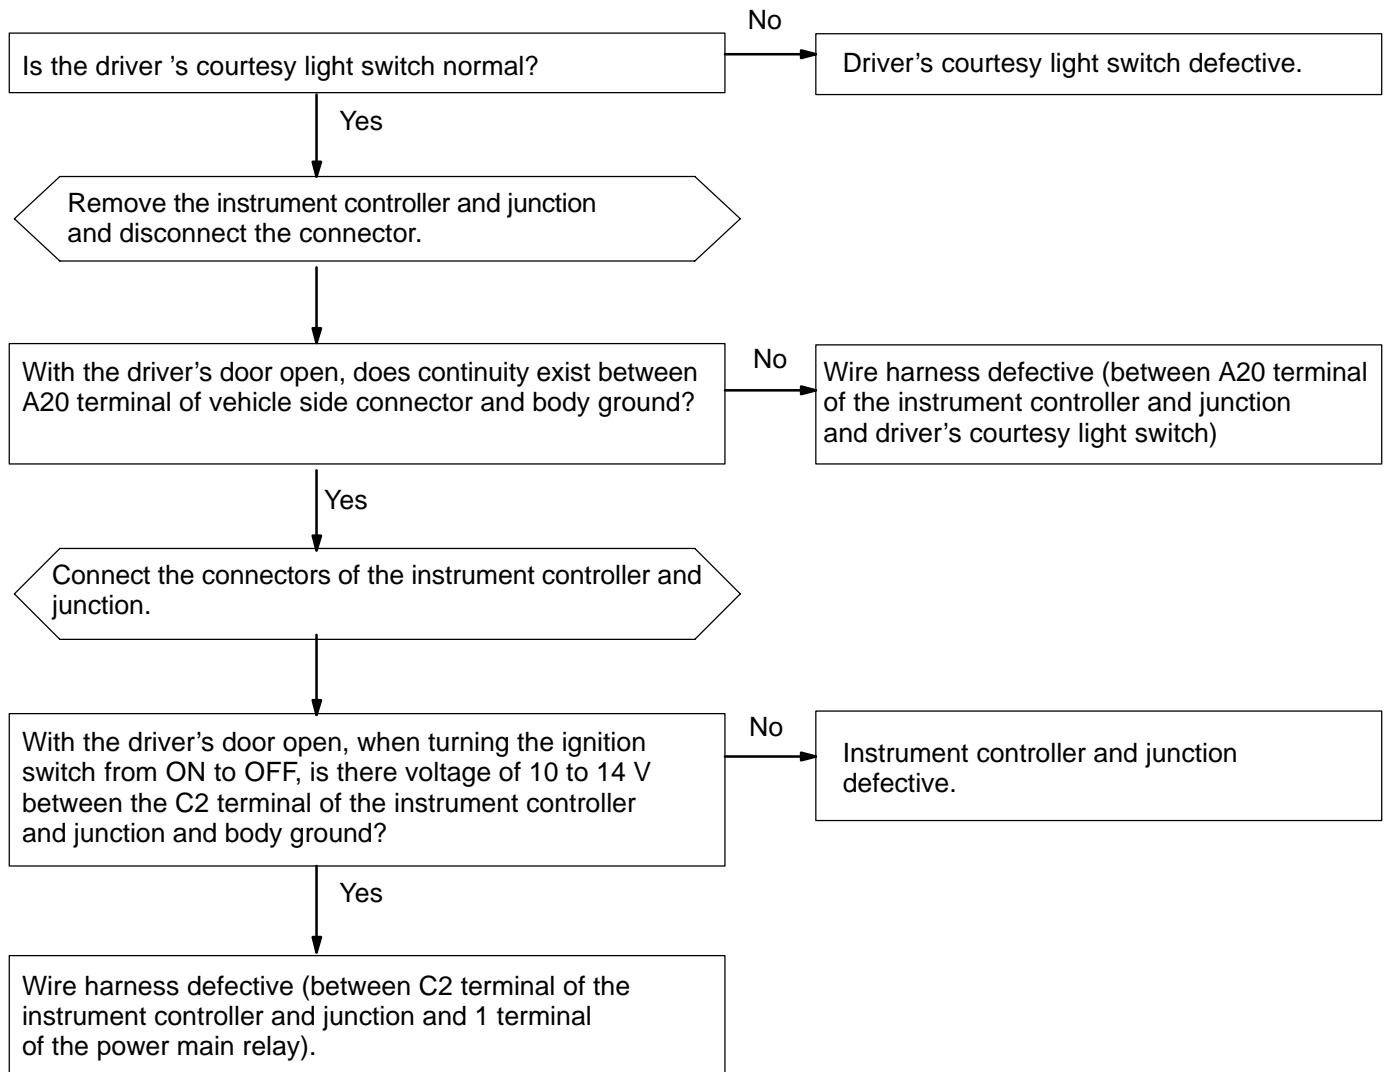 No
Is the driver 's courtesy light switch normal?
Driver's courtesy light switch defective.
Yes
Remove the instrument controller and junction
and disconnect the connector.
With the driver's door open, does continuity exist between
A20 terminal of vehicle side connector and body ground?
No
Wire harness defective (between A20 terminal
of the instrument controller and junction
and driver's courtesy light switch)
Yes
Connect the connectors of the instrument controller and
junction.
With the driver's door open, when turning the ignition
switch from ON to OFF, is there voltage of 10 to 14 V
between the C2 terminal of the instrument controller
and junction and body ground?
No
Instrument controller and junction
defective.
Yes
Wire harness defective (between C2 terminal of the
instrument controller and junction and 1 terminal
of the power main relay).